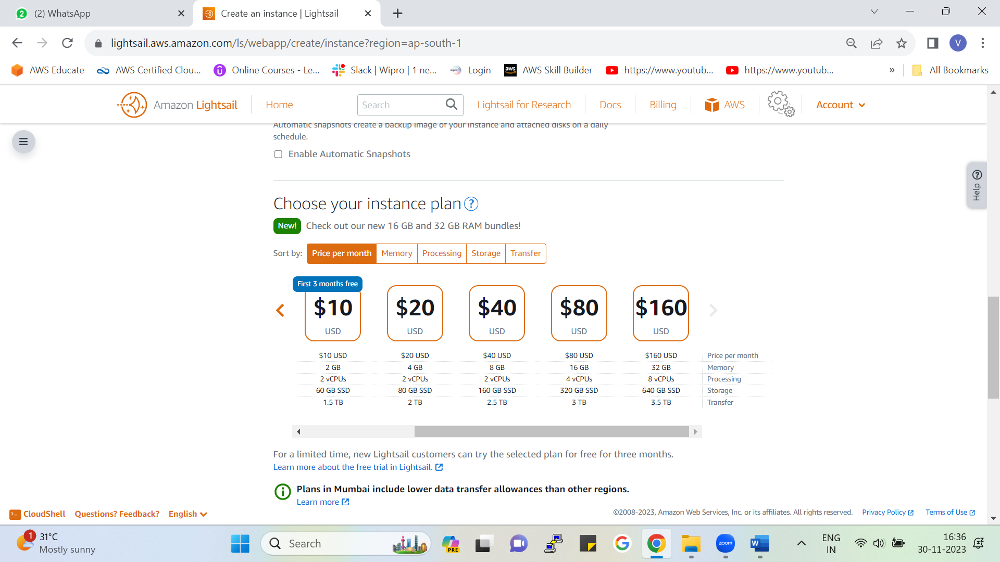 2 (2) WhatsApp
Create an instance | Lightsail
lightsail.aws.amazon.com/ls/webapp/create/instance?region=ap-south-1
V
AWS Educate
AWS Certified Clou...
Online Courses - Le...
Slack | Wipro | 1 ne...
Login
AWS Skill Builder
https://www.youtub...
https://www.youtub...
»
All Bookmarks
Amazon Lightsail
Home
Search
Lightsail for Research
Docs
Billing
AWS
Account
Automatic snapshots create a backup image of your instance and attached disks on a daily
schedule.
Enable Automatic Snapshots
Help ?
Choose your instance plan ?
New! Check out our new 16 GB and 32 GB RAM bundles!
Sort by: Price per month Memory Processing Storage Transfer
First 3 months free
$10 $20 $40 $80 $160
USD USD USD USD USD
$10 USD $20 USD $40 USD $80 USD $160 USD Price per month
2 GB 4 GB 8 GB 16 GB 32 GB Memory
2 vCPUs 2 vCPUs 2 vCPUs 4 vCPUs 8 vCPUs Processing
60 GB SSD 80 GB SSD 160 GB SSD 320 GB SSD 640 GB SSD Storage
1.5 TB 2 TB 2.5 TB 3 TB 3.5 TB Transfer
For a limited time, new Lightsail customers can try the selected plan for free for three months.
Learn more about the free trial in Lightsail.
Plans in Mumbai include lower data transfer allowances than other regions.
Learn more
CloudShell
Questions? Feedback?
English
©2008-2023, Amazon Web Services, Inc. or its affiliates. All rights reserved.
Privacy Policy
Terms of Use
1
31°C
Mostly sunny
Search
PRE
zoom
W
ENG
IN
16:36
30-11-2023